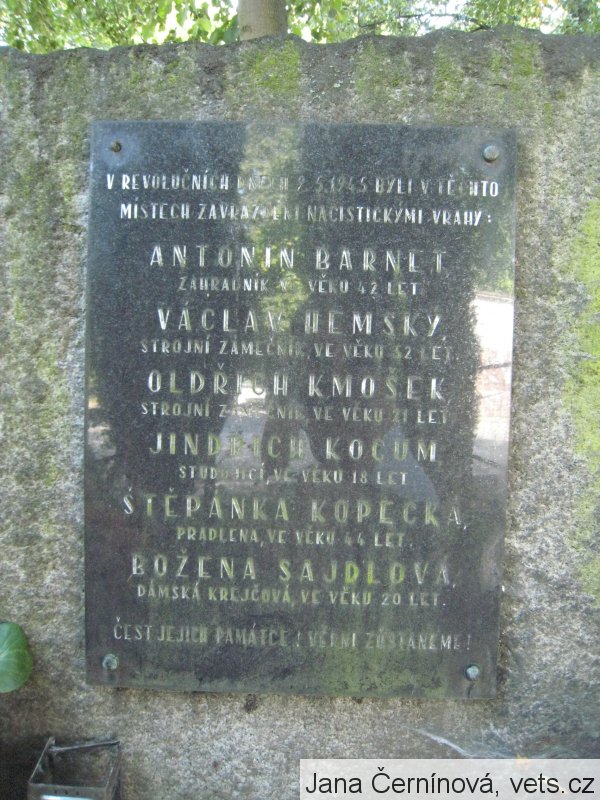 V REVOLUČNÍCH DNECH 2.5.1945 BYLI V TĚCHTO
MÍSTECH ZAVRAŽDĚNI NACISTICKÝMI VRAHY:
ANTONÍN BARNET,
ZAHRADNÍK, VE VĚKU 42 LET.
VÁCLAV HEMSKÝ,
STROJNÍ ZÁMEČNÍK, VE VĚKU 32 LET.
OLDŘICH KMOŠEK,
STROJNÍ ZÁMEČNÍK, VE VĚKU 21 LET
JINDŘICH KOČUM,
STUDUJÍCÍ, VE VĚKU 18 LET
ŠTĚPÁNKA KOPECKÁ,
PRADLENA, VE VĚKU 44 LET.
BOŽENA SAJDLOVÁ,
DÁMSKÁ KREJČOVÁ, VE VĚKU 20 LET.
ČEST JEJICH PAMÁTCE! VĚRNI ZŮSTANEME!
Jana Černínová, vets.cz